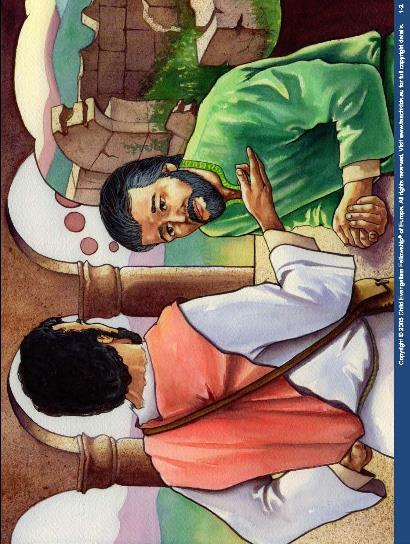 Copyright © 2005 Child Evangelism Fellowship® of Europe. All rights reserved. Visit www.teachkids.eu for full copyright details. 1-2